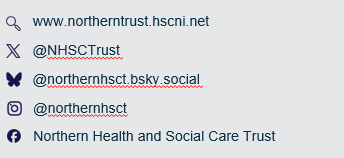 www.northerntrust.hscni.net
@NHSCTrust
@northernhsct.bsky.social
@northernhsct
Northern Health and Social Care Trust